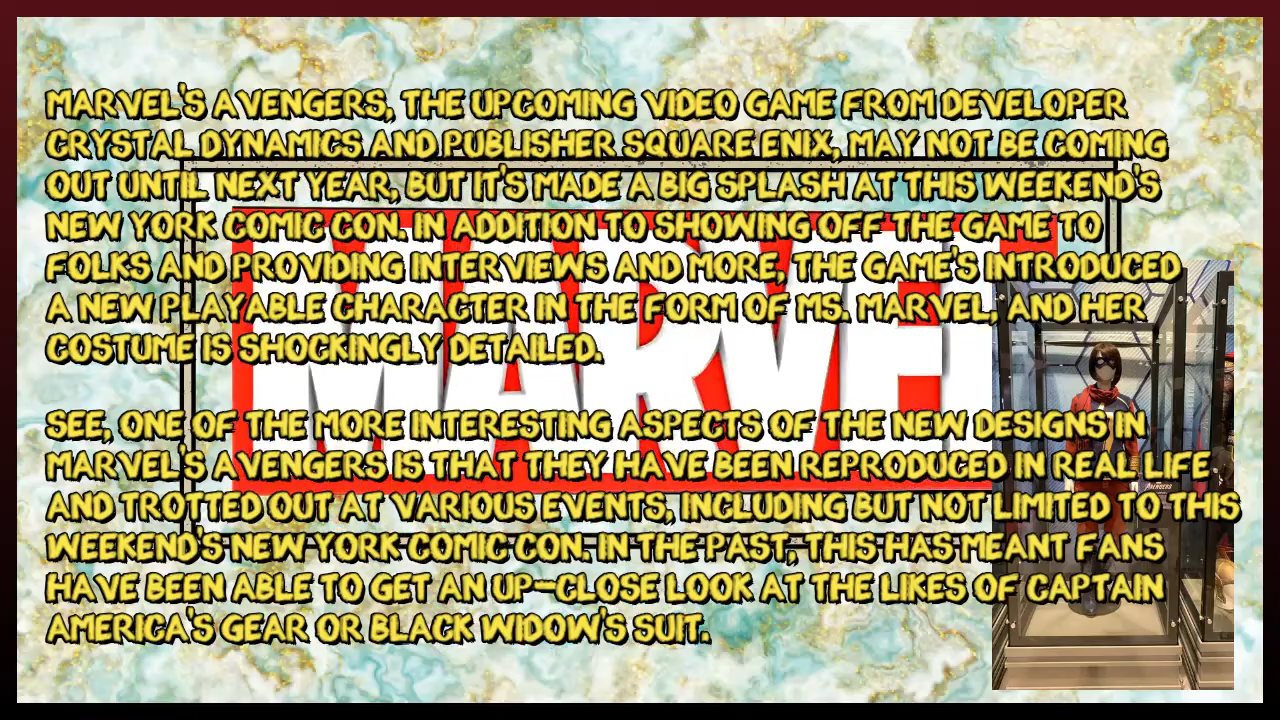 MARVEL'S AVENGERS, THE UPCOMING VIDEO GAME FROM DEVELOPER
CRYSTAL DYNAMICS AND PUBLISHER SQUARE ENIX, MAY NOT BE COMING
OUT UNTIL NEXT YEAR, BUT IT'S MADE A BIG SPLASH AT THIS WEEKEND'S
NEW YORK COMIC CON. IN ADDITION TO SHOWING OFF THE GAME TO
FOLKS AND PROVIDING INTERVIEWS AND MORE, THE GAME'S INTRODUCED
A NEW PLAYABLE CHARACTER IN THE FORM OF MS. MARVEL, AND HER
COSTUME IS SHOCKINGLY DETAILED.
SEE, ONE OF THE MORE INTERESTING ASPECTS OF THE NEW DESIGNS IN
MARVEL'S AVENGERS IS THAT THEY HAVE BEEN REPRODUCED IN REAL LIFE
AND TROTTED OUT AT VARIOUS EVENTS, INCLUDING BUT NOT LIMITED TO THIS
WEEKEND'S NEW YORK COMIC CON. IN THE PAST, THIS HAS MEANT FANS
HAVE BEEN ABLE TO GET AN UP-CLOSE LOOK AT THE LIKES OF CAPTAIN
AMERICA'S GEAR OR BLACK WIDOW'S SUIT.
MARVEL
AVENGERS